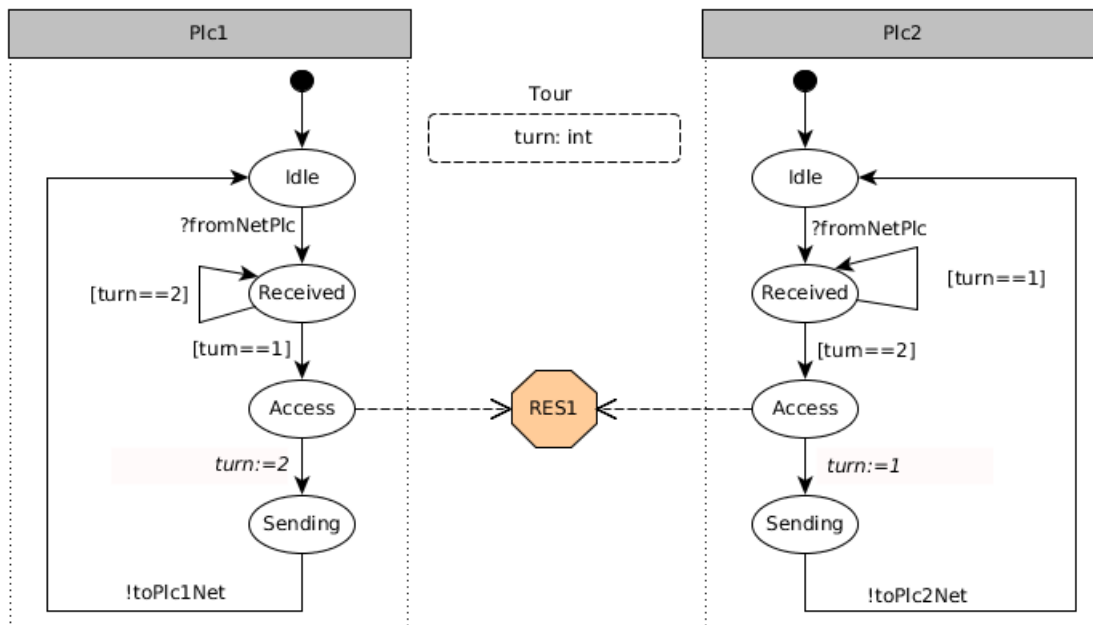 Plc1
Plc2
Tour
turn: int
Idle
Idle
?fromNetPlc
?fromNetPlc
[turn==2]
Received
Received
[turn==1]
[turn==1]
[turn==2]
Access
RES1
Access
turn:=2
turn:=1
Sending
Sending
!toPlc1Net
!toPlc2Net